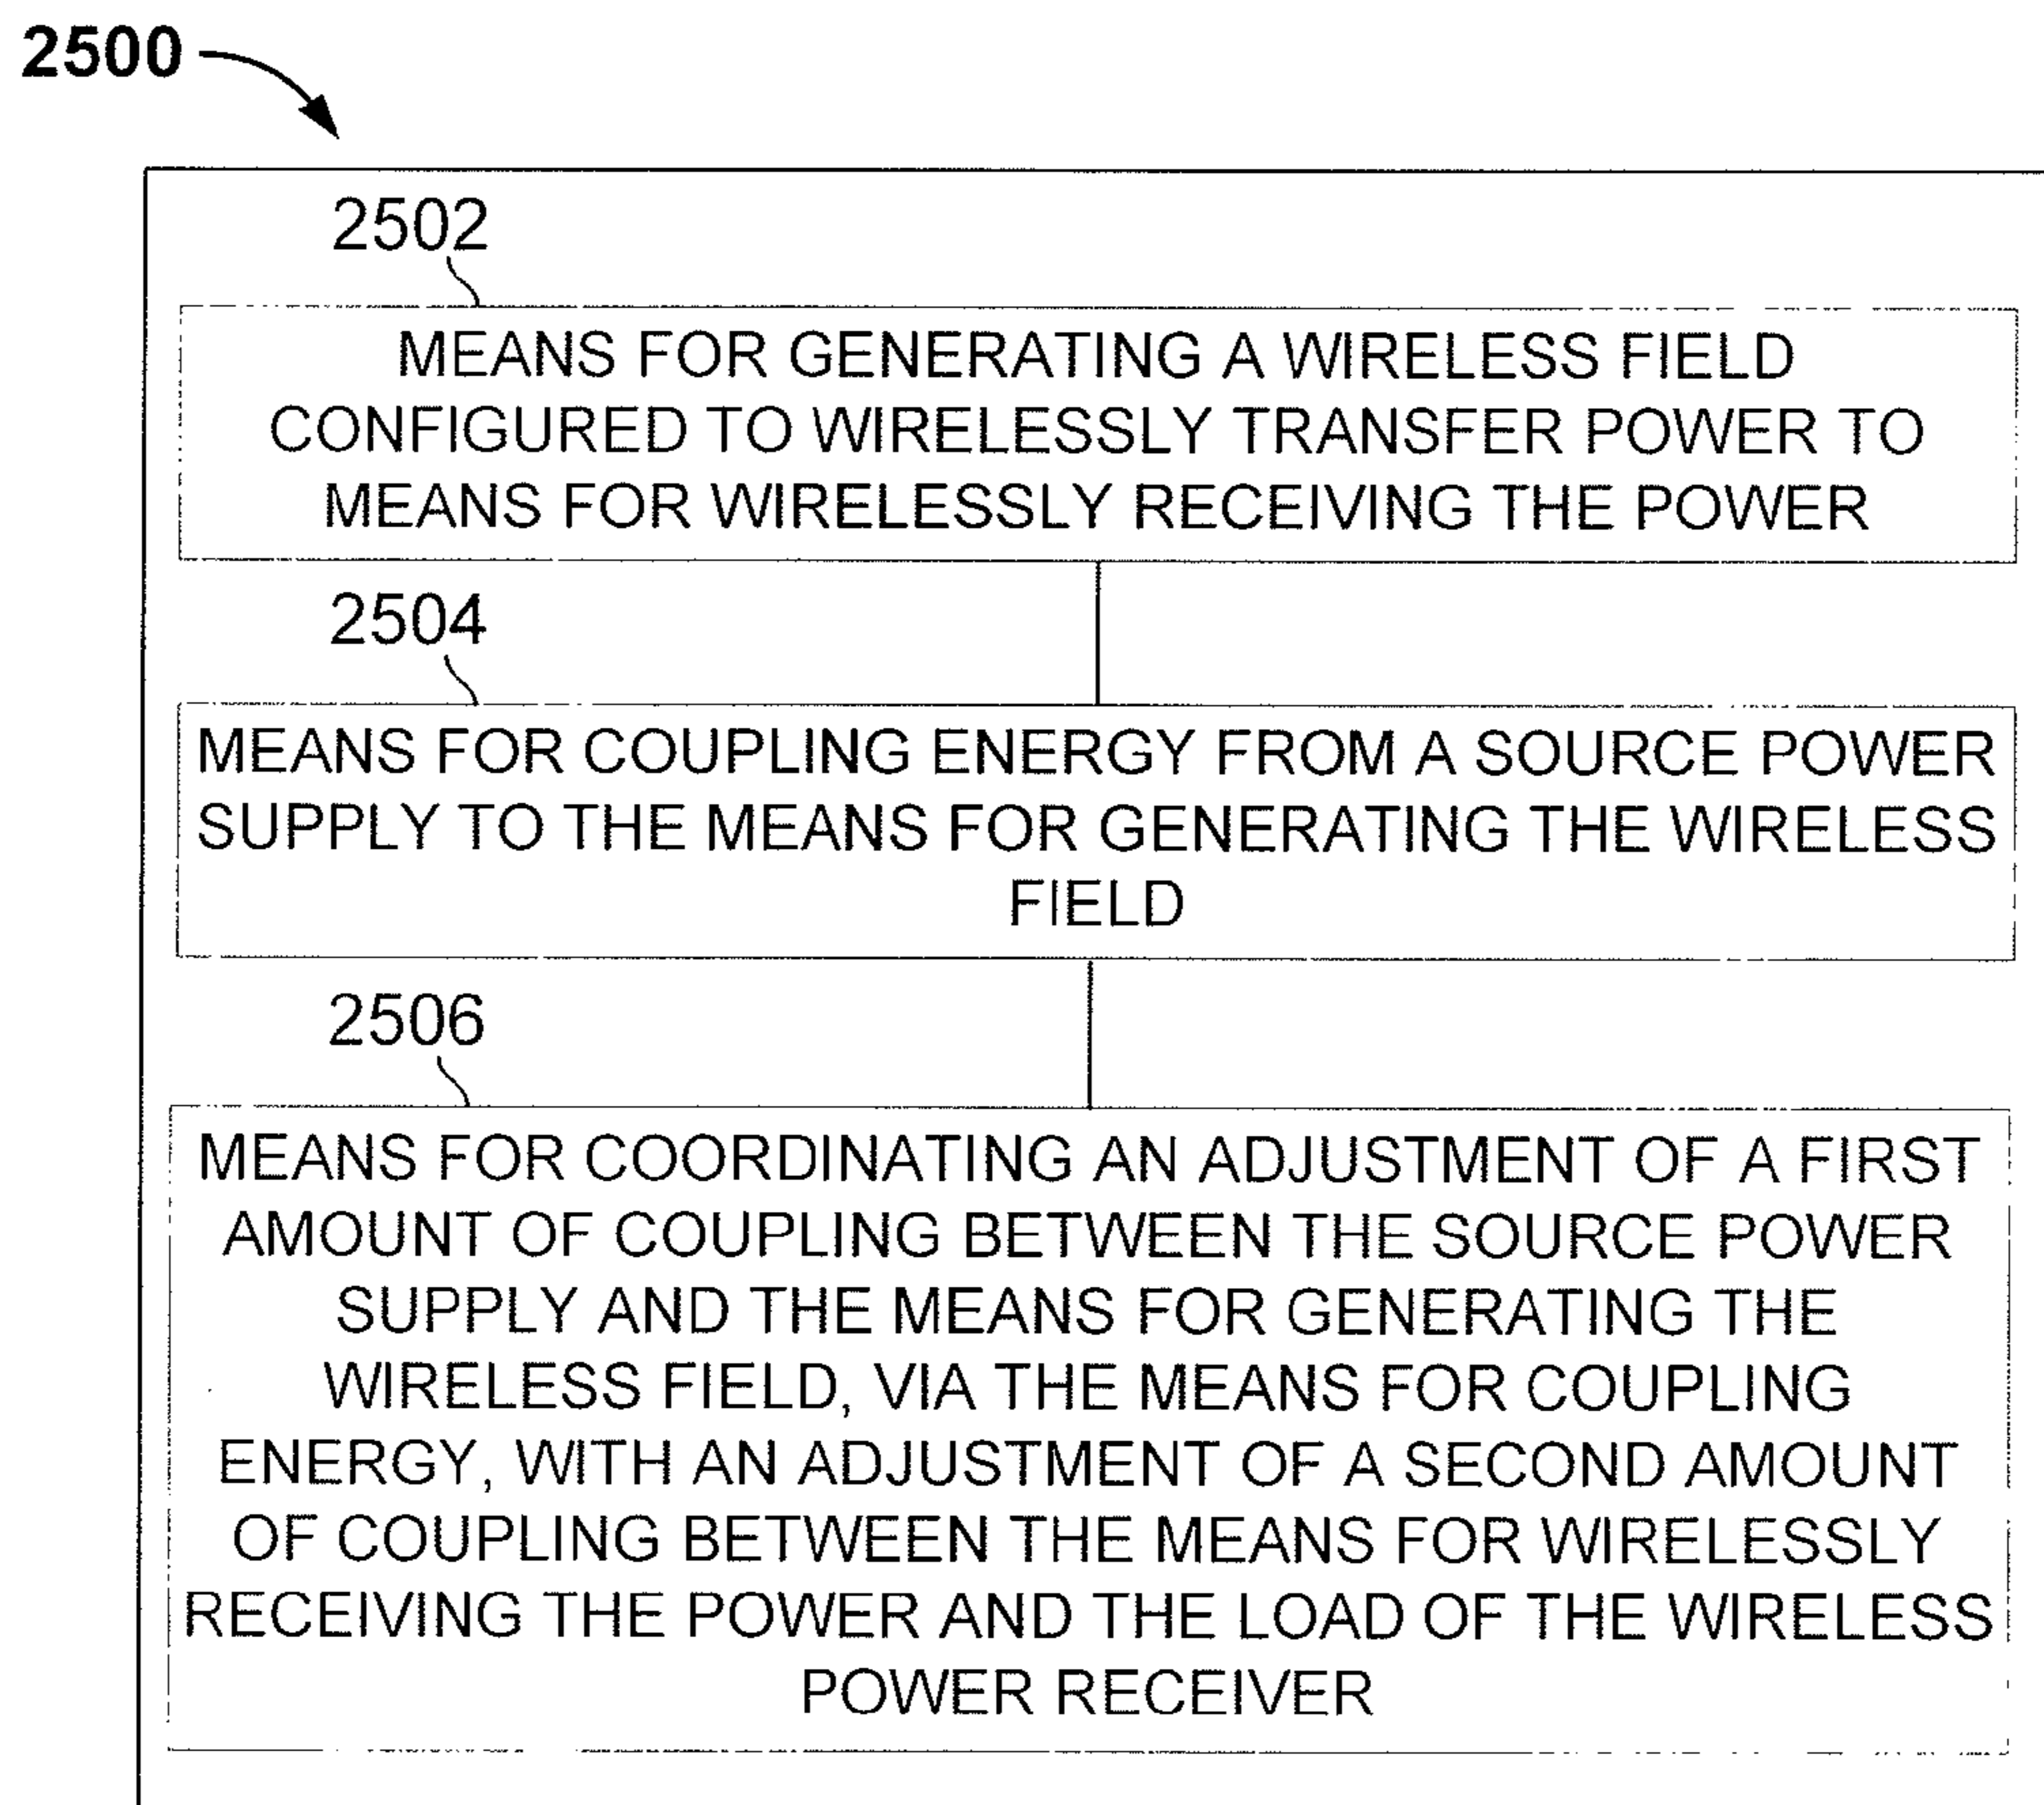 2500
2502
MEANS FOR GENERATING A WIRELESS FIELD
CONFIGURED TO WIRELESSLY TRANSFER POWER TO
MEANS FOR WIRELESSLY RECEIVING THE POWER
2504
MEANS FOR COUPLING ENERGY FROM A SOURCE POWER
SUPPLY TO THE MEANS FOR GENERATING THE WIRELESS
FIELD
2506
MEANS FOR COORDINATING AN ADJUSTMENT OF A FIRST
AMOUNT OF COUPLING BETWEEN THE SOURCE POWER
SUPPLY AND THE MEANS FOR GENERATING THE
WIRELESS FIELD, VIA THE MEANS FOR COUPLING
ENERGY, WITH AN ADJUSTMENT OF A SECOND AMOUNT
OF COUPLING BETWEEN THE MEANS FOR WIRELESSLY
RECEIVING THE POWER AND THE LOAD OF THE WIRELESS
POWER RECEIVER